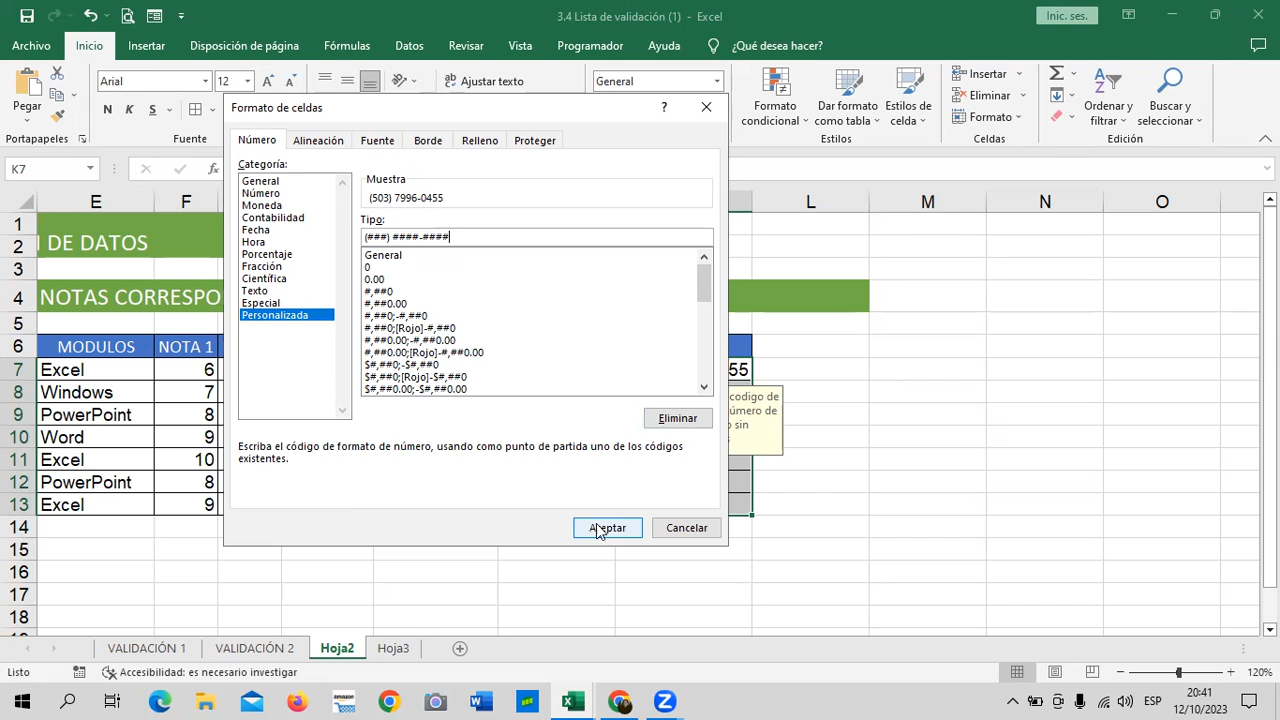 3.4 Lista de validación (1) - Excel
Inic. ses.
Archivo Inicio Insertar Disposición de página Fórmulas Datos Revisar Vista Programador Ayuda ¿Qué desea hacer?
Pegar
Portapapeles
Arial 12
N K S
Fuente
Ajustar texto
General
Formato condicional
Dar formato como tabla
Estilos de celda
Estilos
Insertar
Eliminar
Formato
Celdas
Ordenar y filtrar
Buscar y seleccionar
K7
fx
Formato de celdas
Número Alineación Fuente Borde Relleno Proteger
Categoría:
General
Número
Moneda
Contabilidad
Fecha
Hora
Porcentaje
Fracción
Científica
Texto
Especial
Personalizada
Muestra
(503) 7996-0455
Tipo:
(###) ####-####
General
0
0.00
#,##0
#,##0.00
#,##0;-#,##0
#,##0;[Rojo]-#,##0
#,##0.00;-#,##0.00
#,##0.00;[Rojo]-#,##0.00
$#,##0;-$#,##0
$#,##0;[Rojo]-$#,##0
$#,##0.00;-$#,##0.00
Eliminar
Escriba el código de formato de número, usando como punto de partida uno de los códigos
existentes.
Aceptar Cancelar
E F L M N O
1
2 N DE DATOS
3
4 NOTAS CORRESPO
5
6 MODULOS NOTA 1
7 Excel 6 55
8 Windows 7
9 PowerPoint 8
10 Word 9
11 Excel 10
12 PowerPoint 8
13 Excel 9
14
15
16
17
18
codigo de
úmero de
o sin
VALIDACIÓN 1 VALIDACIÓN 2 Hoja2 Hoja3
Listo Accesibilidad: es necesario investigar 120%
ESP
20:41
12/10/2023